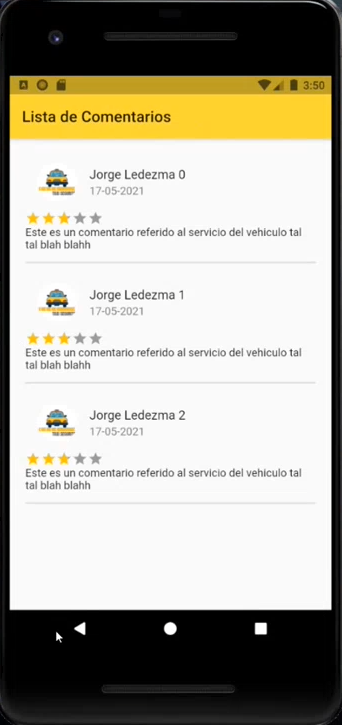 3:50
Lista de Comentarios
Jorge Ledezma 0
17-05-2021
Este es un comentario referido al servicio del vehiculo tal
tal blah blahh
Jorge Ledezma 1
17-05-2021
Este es un comentario referido al servicio del vehiculo tal
tal blah blahh
Jorge Ledezma 2
17-05-2021
Este es un comentario referido al servicio del vehiculo tal
tal blah blahh